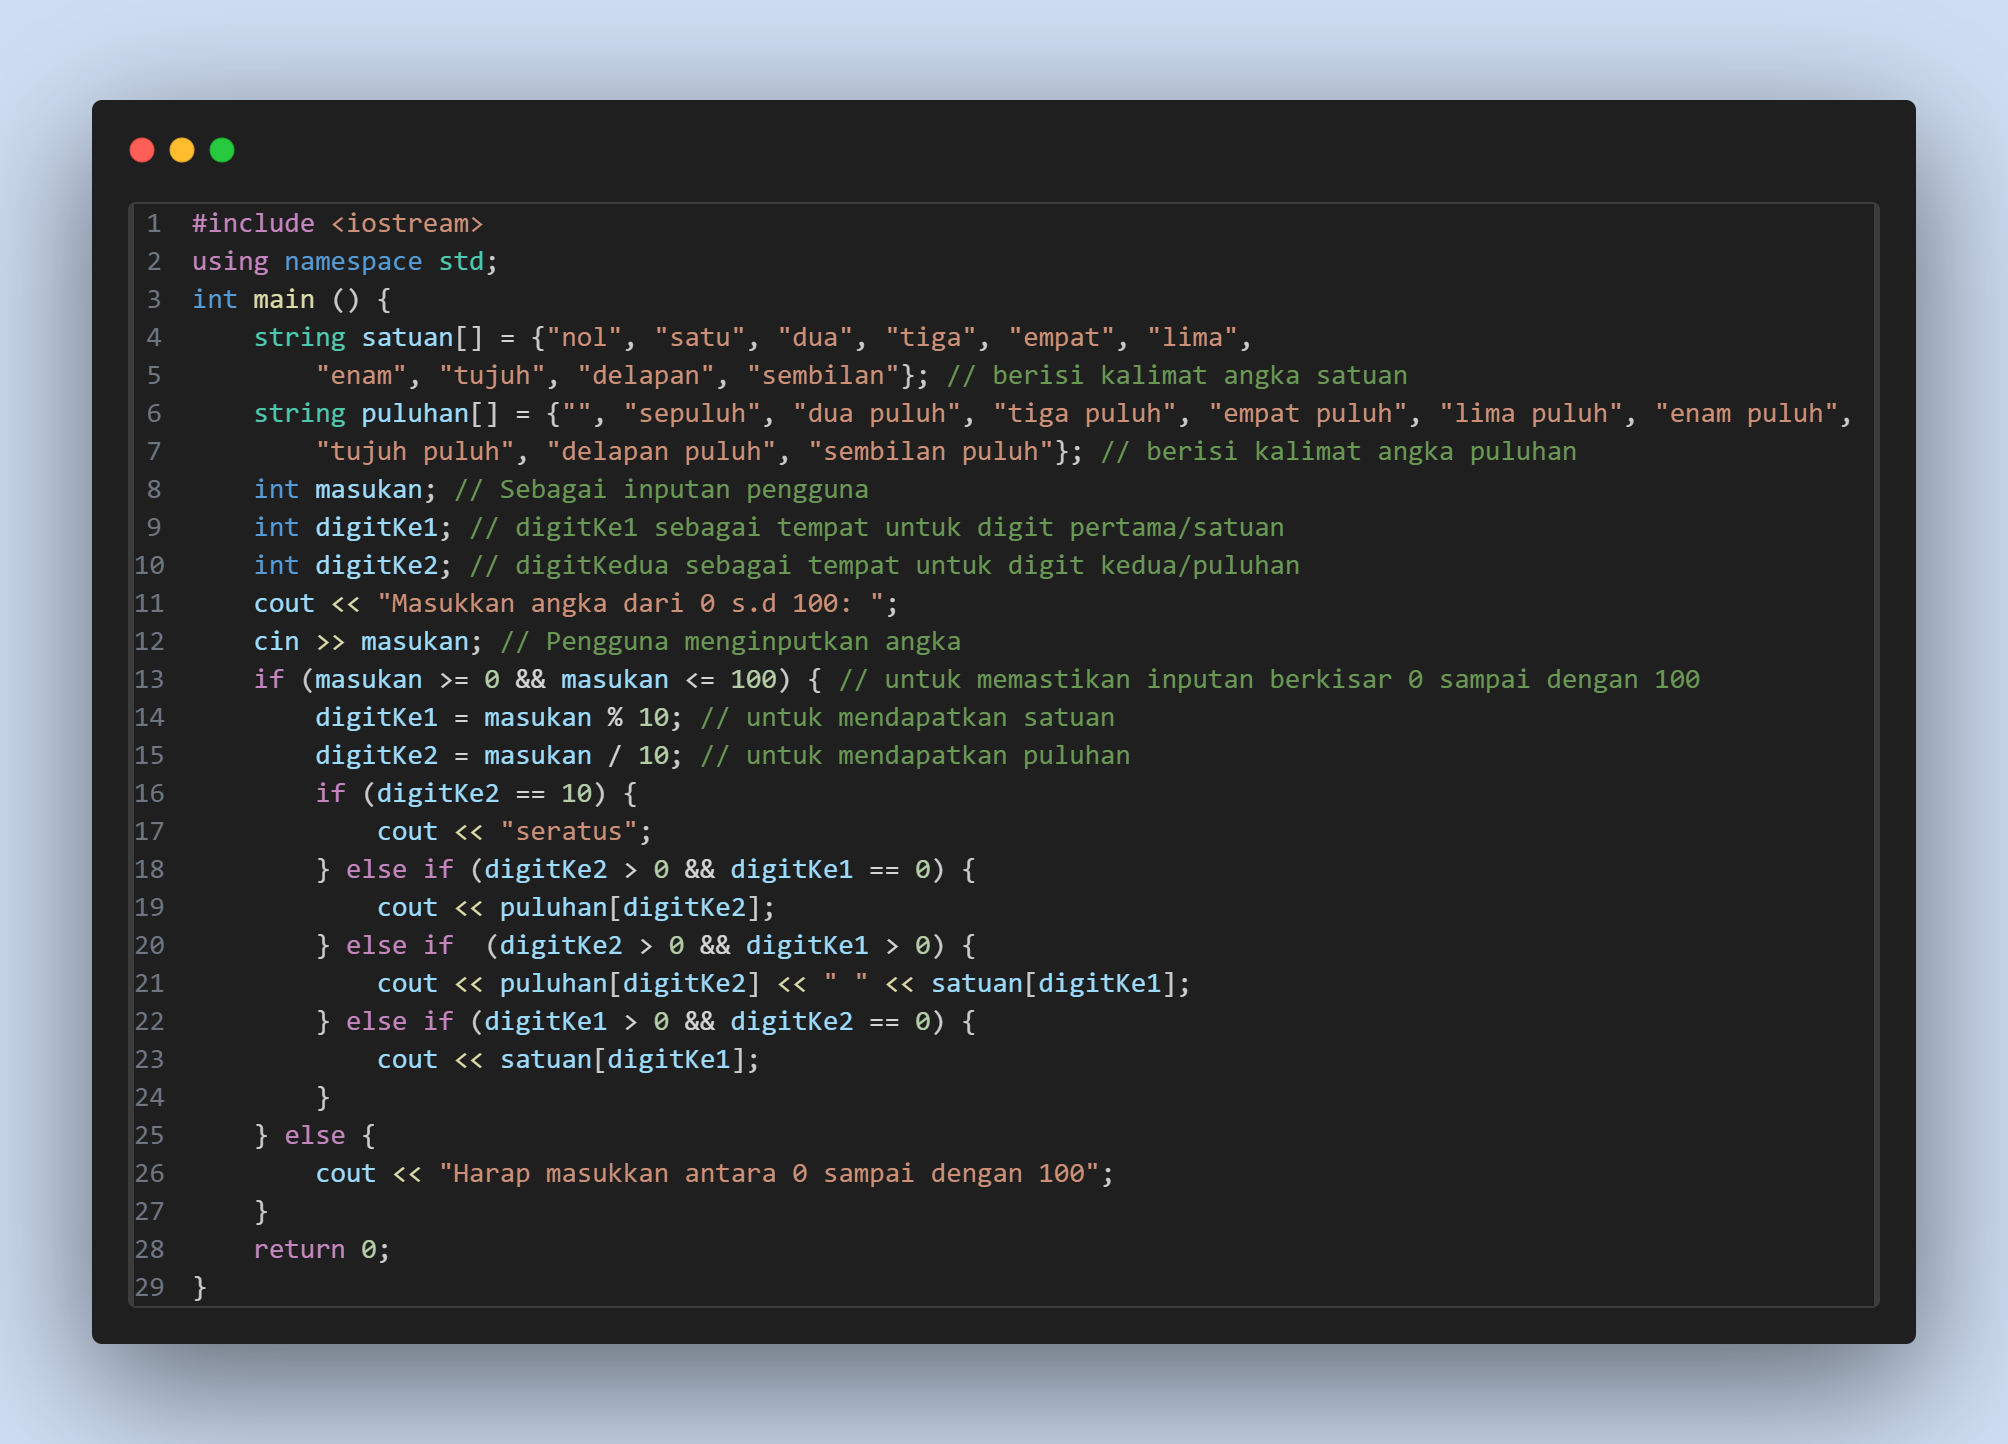 1 #include <iostream>
2 using namespace std;
3 int main () {
4     string satuan[] = {"nol", "satu", "dua", "tiga", "empat", "lima",
5         "enam", "tujuh", "delapan", "sembilan"}; // berisi kalimat angka satuan
6     string puluhan[] = {"", "sepuluh", "dua puluh", "tiga puluh", "empat puluh", "lima puluh", "enam puluh",
7         "tujuh puluh", "delapan puluh", "sembilan puluh"}; // berisi kalimat angka puluhan
8     int masukan; // Sebagai inputan pengguna
9     int digitKe1; // digitKe1 sebagai tempat untuk digit pertama/satuan
10     int digitKe2; // digitKedua sebagai tempat untuk digit kedua/puluhan
11     cout << "Masukkan angka dari 0 s.d 100: ";
12     cin >> masukan; // Pengguna menginputkan angka
13     if (masukan >= 0 && masukan <= 100) { // untuk memastikan inputan berkisar 0 sampai dengan 100
14         digitKe1 = masukan % 10; // untuk mendapatkan satuan
15         digitKe2 = masukan / 10; // untuk mendapatkan puluhan
16         if (digitKe2 == 10) {
17             cout << "seratus";
18         } else if (digitKe2 > 0 && digitKe1 == 0) {
19             cout << puluhan[digitKe2];
20         } else if  (digitKe2 > 0 && digitKe1 > 0) {
21             cout << puluhan[digitKe2] << " " << satuan[digitKe1];
22         } else if (digitKe1 > 0 && digitKe2 == 0) {
23             cout << satuan[digitKe1];
24         }
25     } else {
26         cout << "Harap masukkan antara 0 sampai dengan 100";
27     }
28     return 0;
29 }